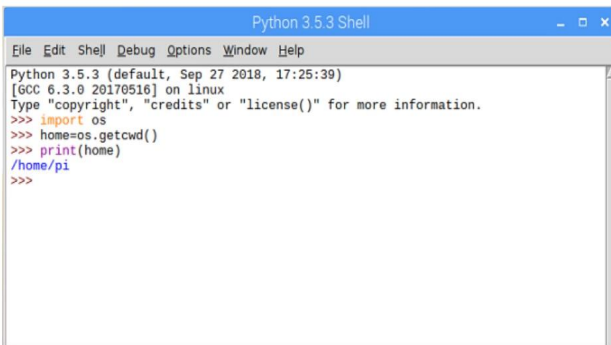 Python 3.5.3 Shell
File Edit Shell Debug Options Window Help
Python 3.5.3 (default, Sep 27 2018, 17:25:39)
[GCC 6.3.0 20170516] on linux
Type "copyright", "credits" or "license()" for more information.
>>> import os
>>> home=os.getcwd()
>>> print(home)
/home/pi
>>>